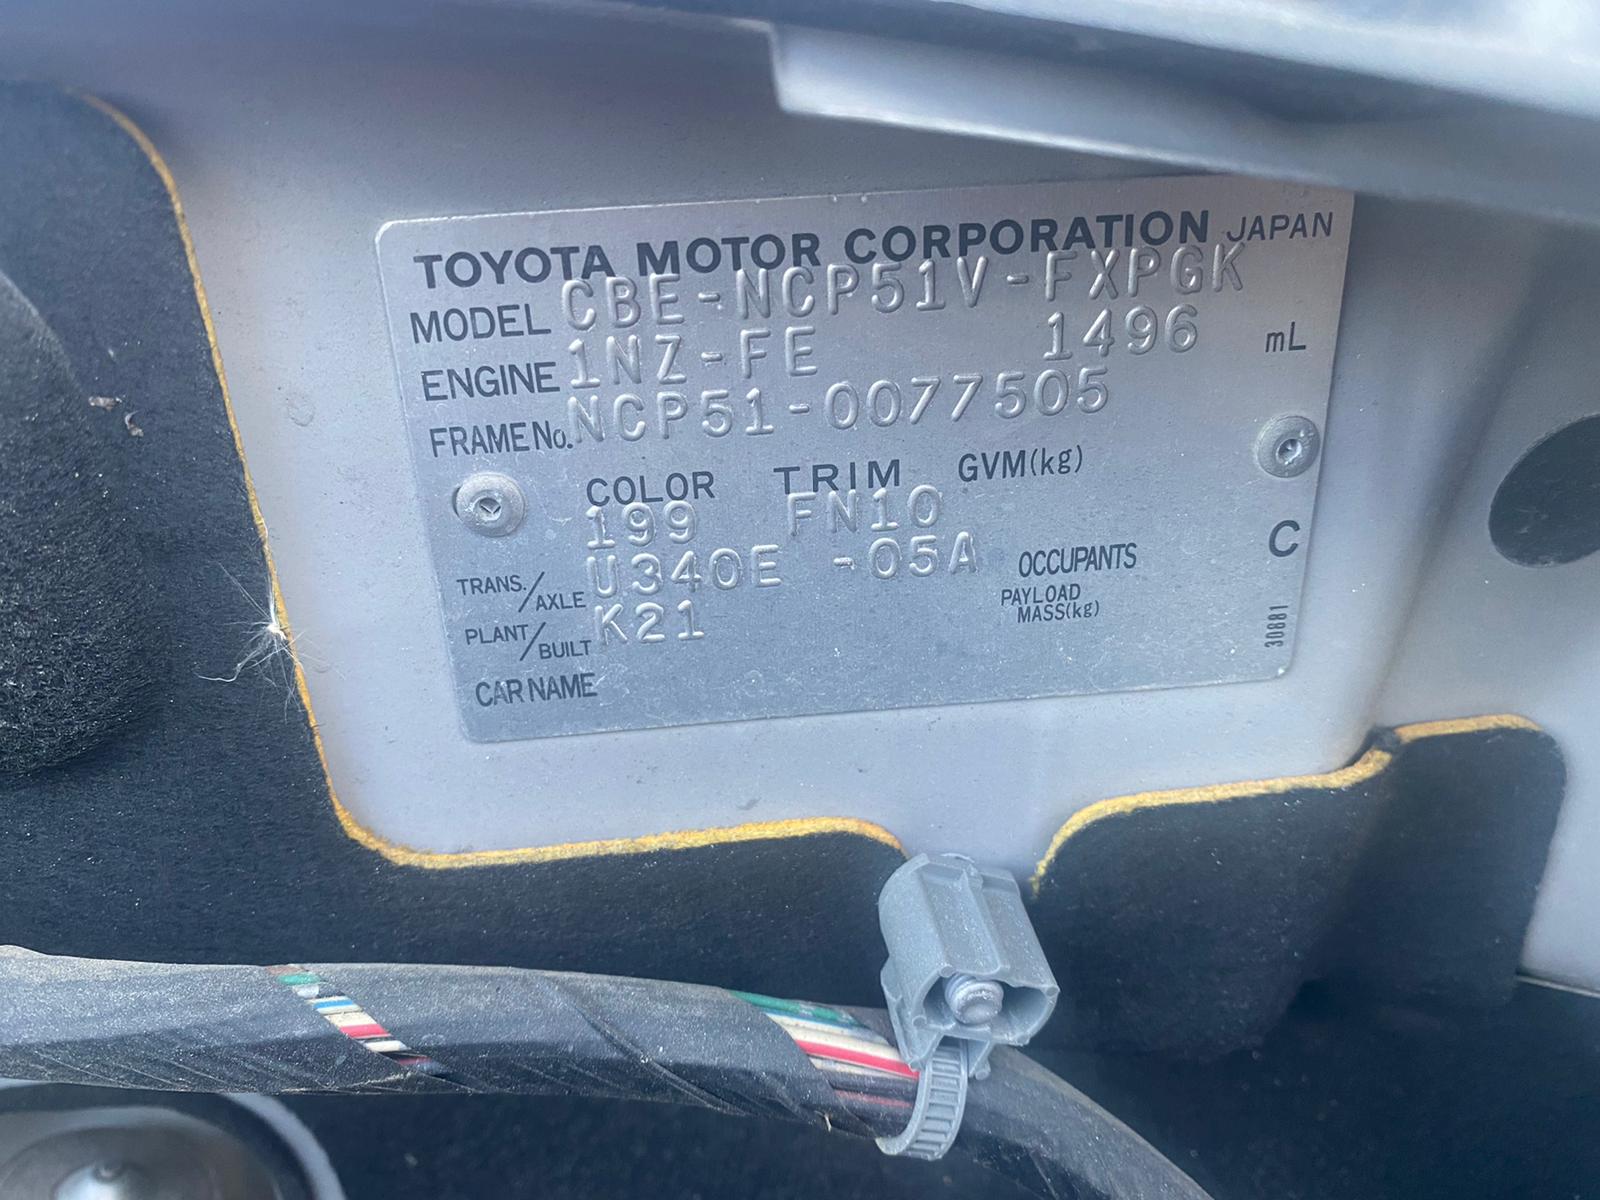 TOYOTA MOTOR CORPORATION JAPAN
MODEL CBE-NCP51V-FXPGK
ENGINE 1NZ-FE 1496 mL
FRAME No. NCP51-0077505
COLOR TRIM GVM(kg)
199 FN10
C
TRANS./AXLE U340E -05A OCCUPANTS
PAYLOAD
MASS(kg)
PLANT/BUILT K21
30881
CAR NAME